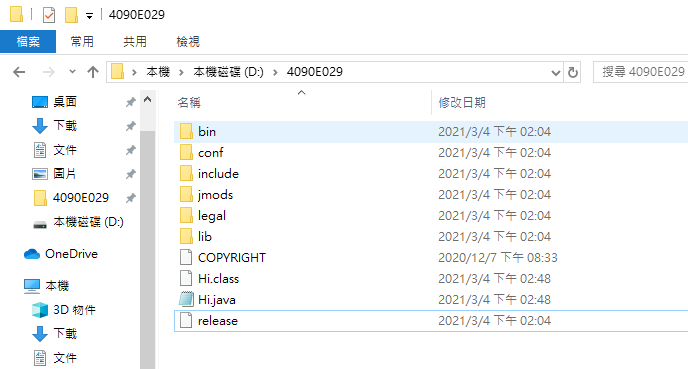 4090E029
檔案 常用 共用 檢視
本機 本機磁碟 (D:) 4090E029 搜尋 4090E029
名稱 修改日期
桌面
下載
文件
圖片
4090E029
本機磁碟 (D:)
OneDrive
本機
3D 物件
下載
文件
bin 2021/3/4 下午 02:04
conf 2021/3/4 下午 02:04
include 2021/3/4 下午 02:04
jmods 2021/3/4 下午 02:04
legal 2021/3/4 下午 02:04
lib 2021/3/4 下午 02:04
COPYRIGHT 2020/12/7 下午 08:33
Hi.class 2021/3/4 下午 02:48
Hi.java 2021/3/4 下午 02:48
release 2021/3/4 下午 02:04